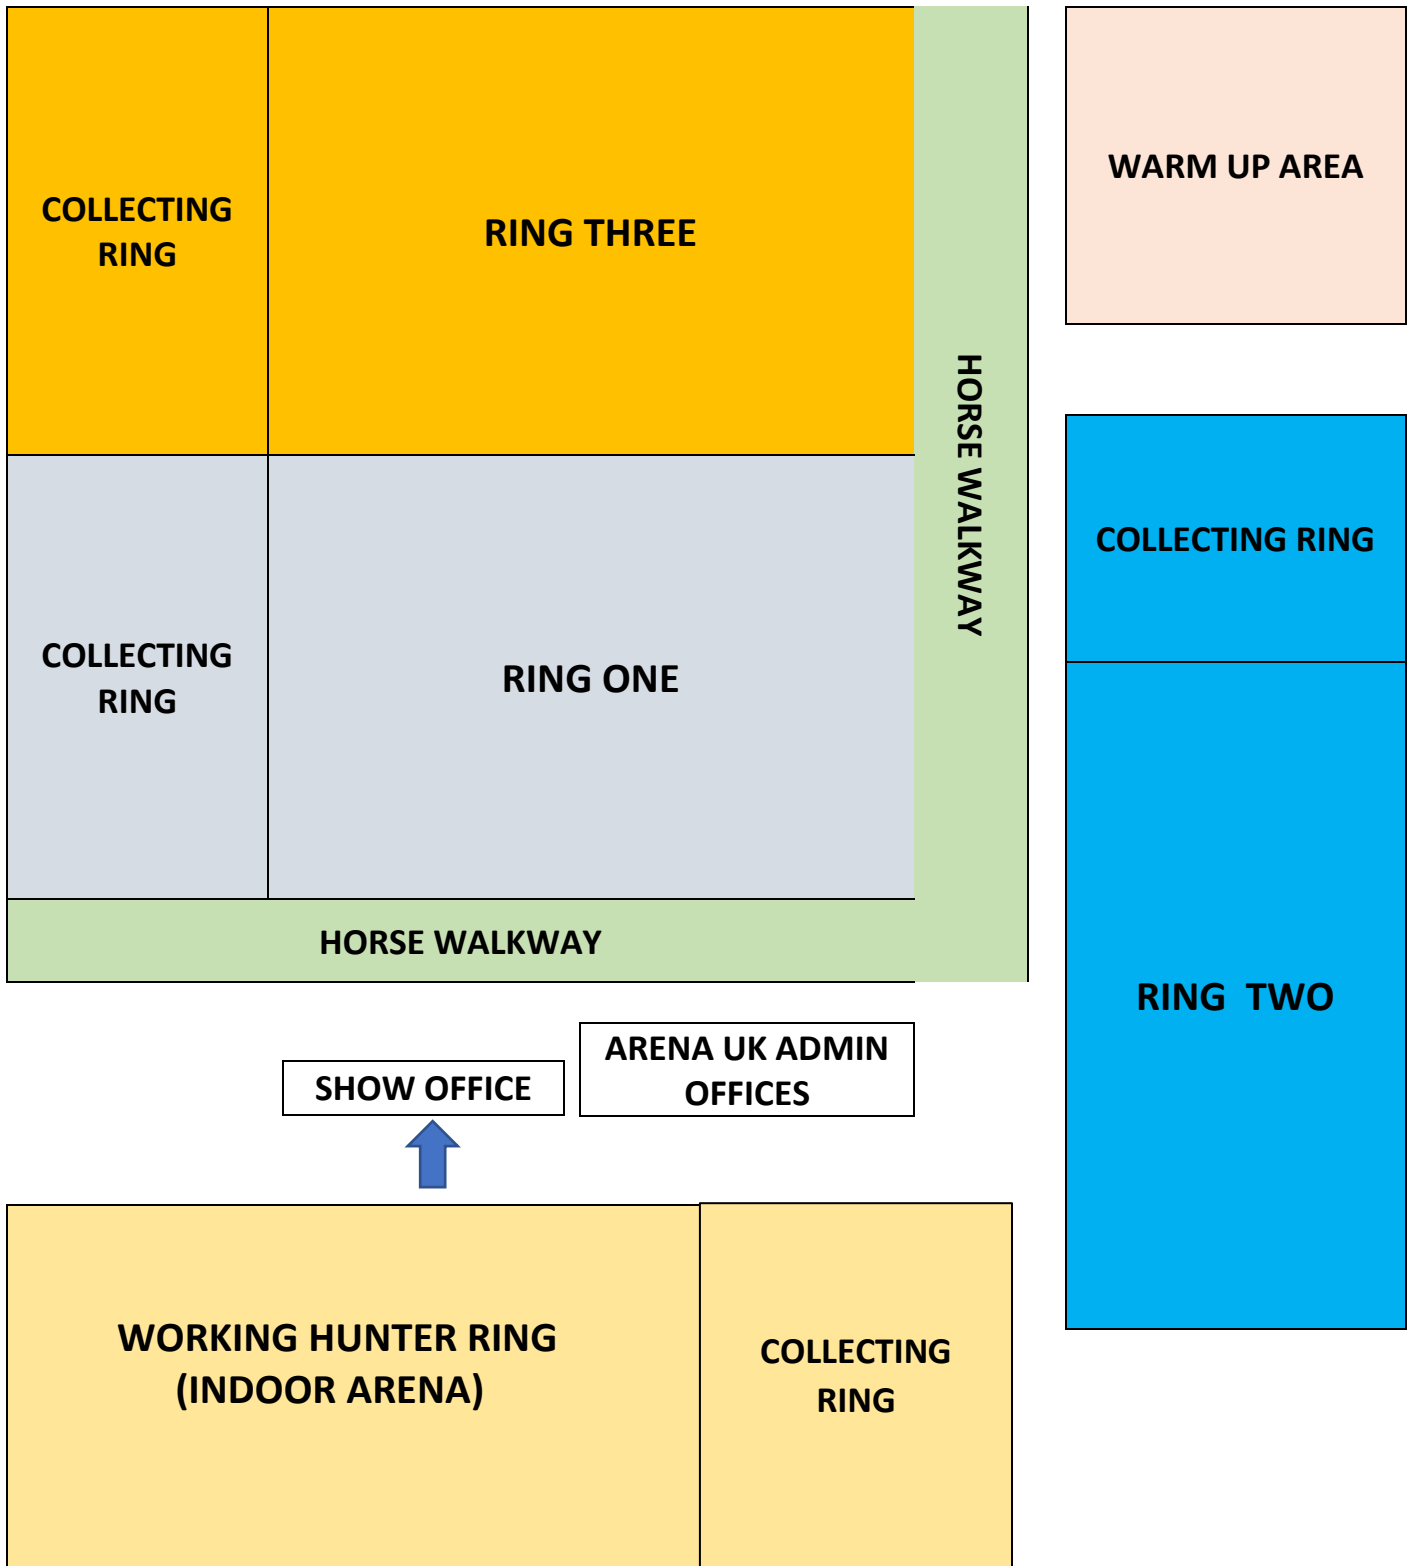 COLLECTING
RING
RING THREE
WARM UP AREA
HORSE WALKWAY
COLLECTING RING
COLLECTING
RING
RING ONE
HORSE WALKWAY
RING  TWO
SHOW OFFICE
ARENA UK ADMIN
OFFICES
WORKING HUNTER RING
(INDOOR ARENA)
COLLECTING
RING